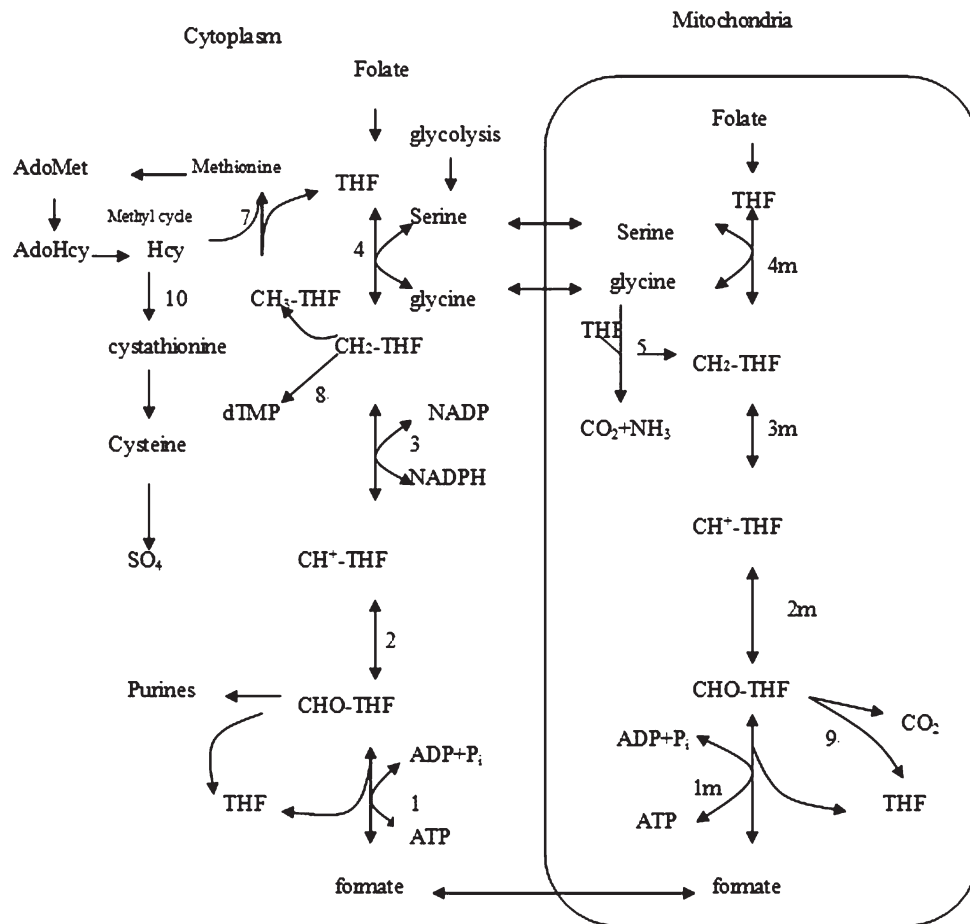 Cytoplasm
Mitochondria
Folate
Folate
glycolysis
AdoMet
Methionine
THF
THF
Methyl cycle
7
Serine
Serine
AdoHcy
Hcy
4
4m
10
CH₃-THF
glycine
glycine
THF
cystathionine
CH₂-THF
5
CH₂-THF
8
dTMP
NADP
CO₂+NH₃
3m
Cysteine
3
NADPH
CH⁺-THF
SO₄
CH⁺-THF
2m
2
Purines
CHO-THF
CHO-THF
CO₂
ADP+Pᵢ
ADP+Pᵢ
9
THF
1
1m
THF
ATP
ATP
formate
formate